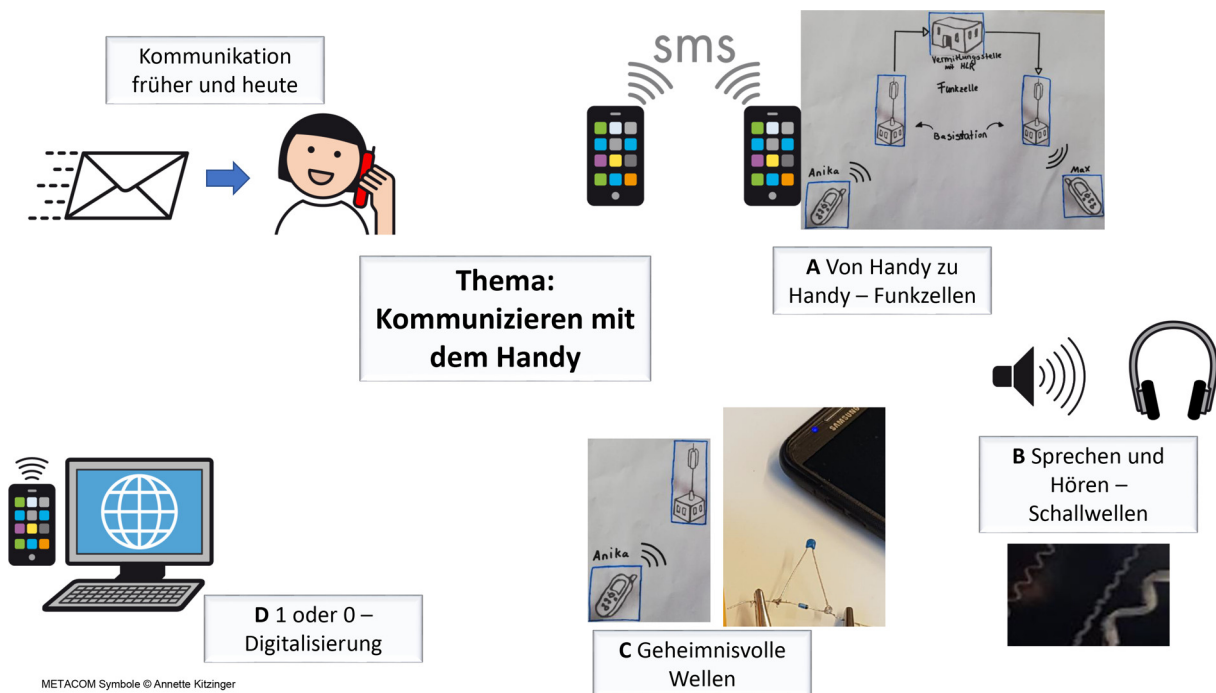 Kommunikation
früher und heute
sms
Vermittlungsstelle
mit HLR
Funkzelle
Basisstation
Anika
Max
A Von Handy zu
Handy – Funkzellen
Thema:
Kommunizieren mit
dem Handy
B Sprechen und
Hören –
Schallwellen
SAMSUNG
Anika
C Geheimnisvolle
Wellen
D 1 oder 0 –
Digitalisierung
METACOM Symbole © Annette Kitzinger